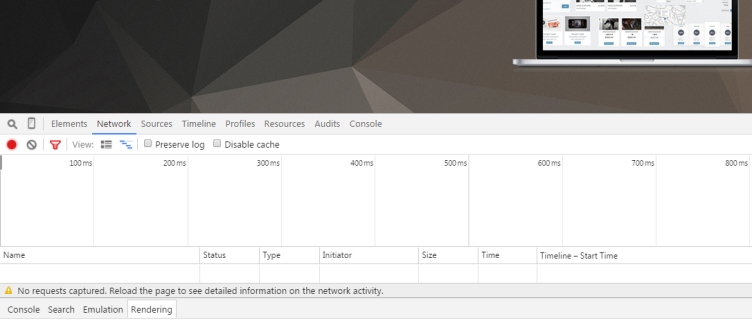 Elements Network Sources Timeline Profiles Resources Audits Console
View: Preserve log Disable cache
100 ms 200 ms 300 ms 400 ms 500 ms 600 ms 700 ms 800 ms
Name Status Type Initiator Size Time Timeline – Start Time
No requests captured. Reload the page to see detailed information on the network activity.
Console Search Emulation Rendering